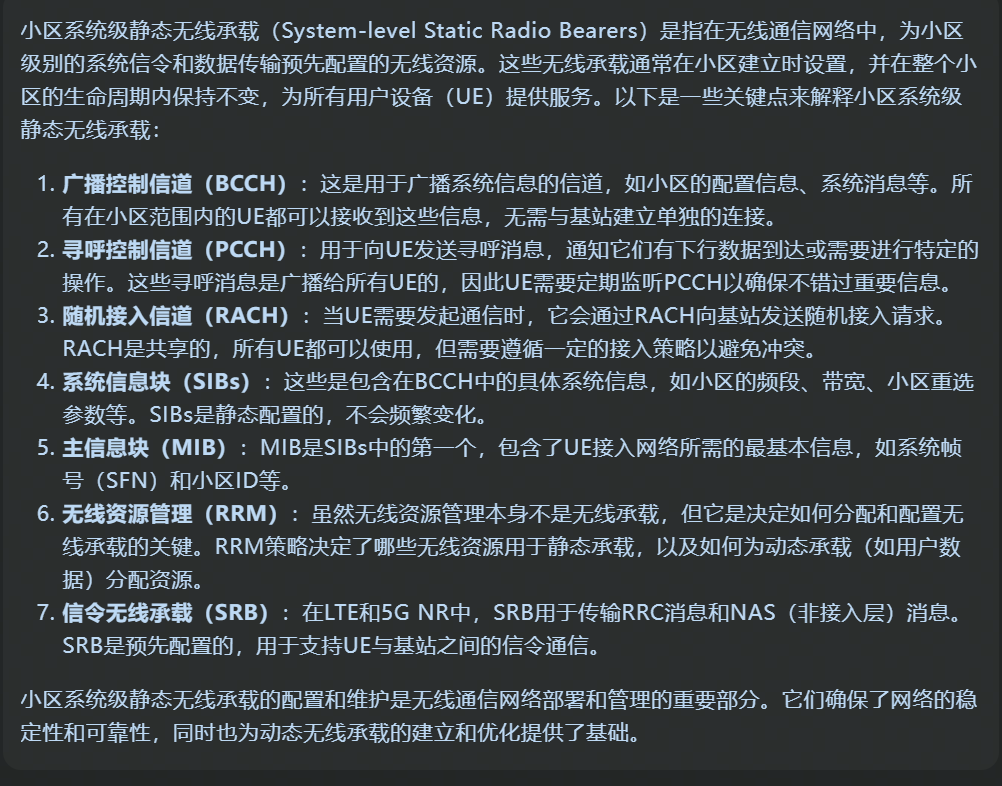 小区系统级静态无线承载（System-level Static Radio Bearers）是指在无线通信网络中，为小区
级别的系统信令和数据传输预先配置的无线资源。这些无线承载通常在小区建立时设置，并在整个小
区的生命周期内保持不变，为所有用户设备（UE）提供服务。以下是一些关键点来解释小区系统级
静态无线承载：
1. 广播控制信道（BCCH）：这是用于广播系统信息的信道，如小区的配置信息、系统消息等。所
有在小区范围内的UE都可以接收到这些信息，无需与基站建立单独的连接。
2. 寻呼控制信道（PCCH）：用于向UE发送寻呼消息，通知它们有下行数据到达或需要进行特定的
操作。这些寻呼消息是广播给所有UE的，因此UE需要定期监听PCCH以确保不错过重要信息。
3. 随机接入信道（RACH）：当UE需要发起通信时，它会通过RACH向基站发送随机接入请求。
RACH是共享的，所有UE都可以使用，但需要遵循一定的接入策略以避免冲突。
4. 系统信息块（SIBs）：这些是包含在BCCH中的具体系统信息，如小区的频段、带宽、小区重选
参数等。SIBs是静态配置的，不会频繁变化。
5. 主信息块（MIB）：MIB是SIBs中的第一个，包含了UE接入网络所需的最基本信息，如系统帧
号（SFN）和小区ID等。
6. 无线资源管理（RRM）：虽然无线资源管理本身不是无线承载，但它是决定如何分配和配置无
线承载的关键。RRM策略决定了哪些无线资源用于静态承载，以及如何为动态承载（如用户数
据）分配资源。
7. 信令无线承载（SRB）：在LTE和5G NR中，SRB用于传输RRC消息和NAS（非接入层）消息。
SRB是预先配置的，用于支持UE与基站之间的信令通信。
小区系统级静态无线承载的配置和维护是无线通信网络部署和管理的重要部分。它们确保了网络的稳
定性和可靠性，同时也为动态无线承载的建立和优化提供了基础。